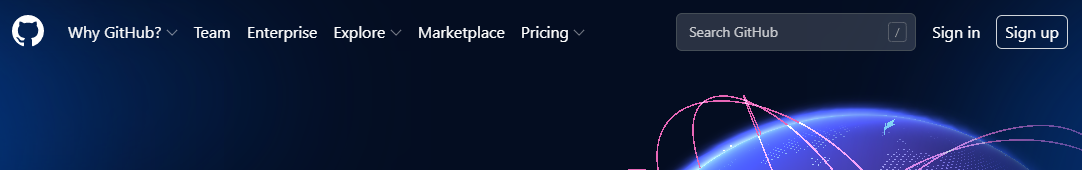 Why GitHub? Team Enterprise Explore Marketplace Pricing Search GitHub / Sign in Sign up